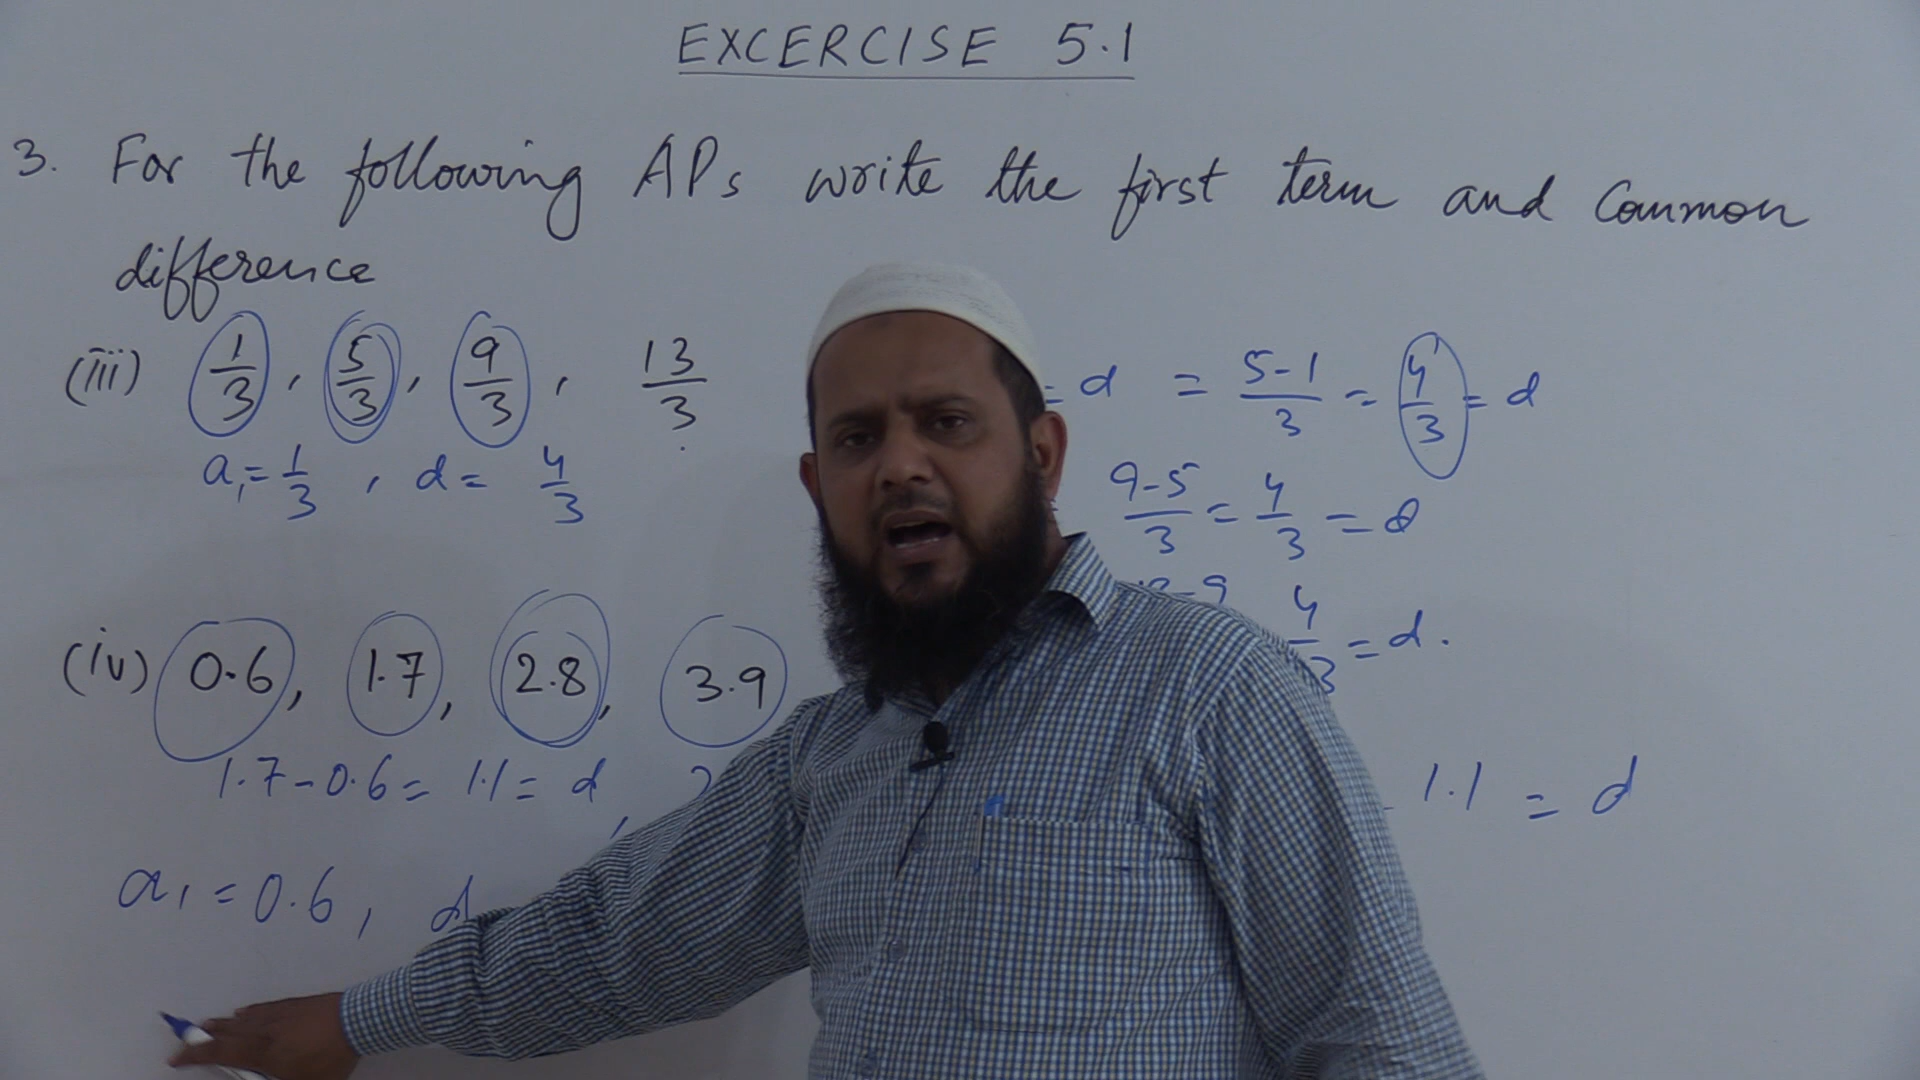 EXCERCISE 5.1
3. For the following APs write the first term and Common
difference
(iii) 1/3, 5/3, 9/3, 13/3
= d = 5-1/3 = 4/3 = d
a₁ = 1/3, d = 4/3
9-5/3 = 4/3 = d
-9 4/3 = d.
(iv) 0.6, 1.7, 2.8, 3.9
1.7-0.6 = 1.1 = d, 1.1 = d
a₁ = 0.6, d